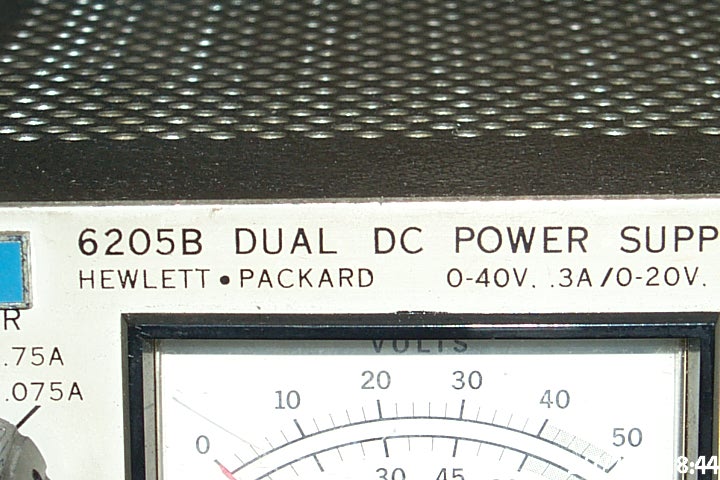 6205B DUAL DC POWER SUPP
HEWLETT • PACKARD 0-40V. .3A/0-20V.
R
.75A
.075A
VOLTS
0 10 20 30 40 50
30 45
8:44